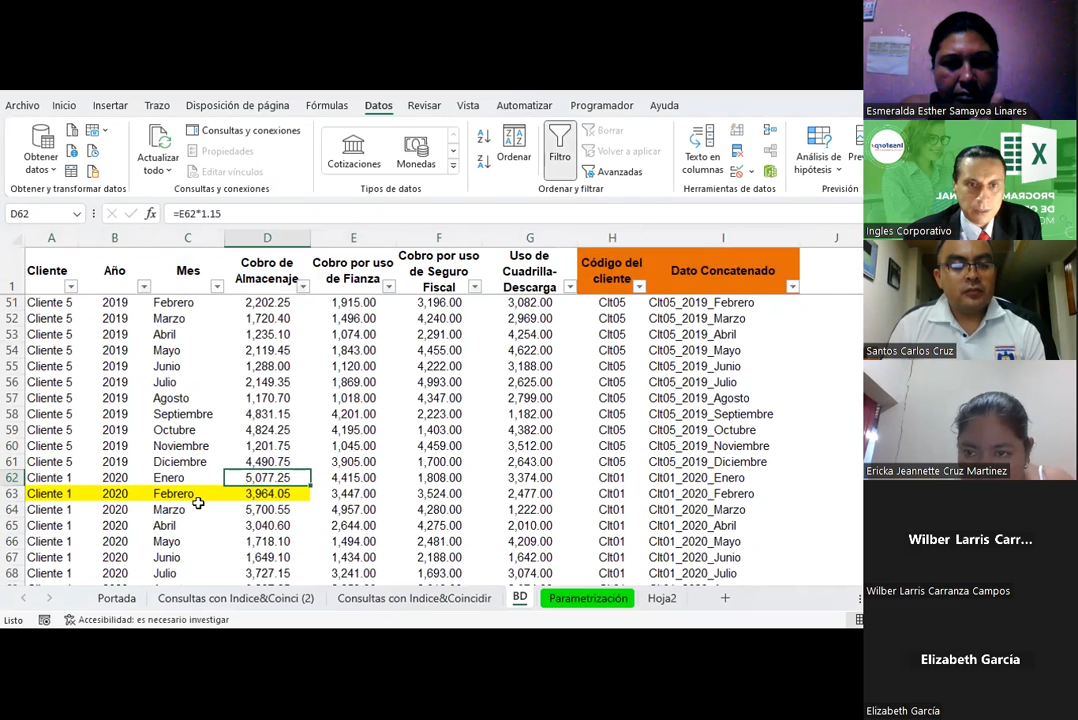 Archivo Inicio Insertar Trazo Disposición de página Fórmulas Datos Revisar Vista Automatizar Programador Ayuda
Obtener datos
Actualizar todo
Consultas y conexiones
Propiedades
Editar vínculos
Cotizaciones
Monedas
Ordenar
Filtro
Borrar
Volver a aplicar
Avanzadas
Texto en columnas
Análisis de hipótesis
Obtener y transformar datos Consultas y conexiones Tipos de datos Ordenar y filtrar Herramientas de datos Previsión
D62 fx =E62*1.15
A B C D E F G H I J
1 Cliente Año Mes Cobro de Almacenaje Cobro por uso de Fianza Cobro por uso de Seguro Fiscal Uso de Cuadrilla-Descarga Código del cliente Dato Concatenado
51 Cliente 5 2019 Febrero 2,202.25 1,915.00 3,196.00 3,082.00 Clt05 Clt05_2019_Febrero
52 Cliente 5 2019 Marzo 1,720.40 1,496.00 4,240.00 2,969.00 Clt05 Clt05_2019_Marzo
53 Cliente 5 2019 Abril 1,235.10 1,074.00 2,291.00 4,254.00 Clt05 Clt05_2019_Abril
54 Cliente 5 2019 Mayo 2,119.45 1,843.00 4,455.00 4,622.00 Clt05 Clt05_2019_Mayo
55 Cliente 5 2019 Junio 1,288.00 1,120.00 4,222.00 3,188.00 Clt05 Clt05_2019_Junio
56 Cliente 5 2019 Julio 2,149.35 1,869.00 4,993.00 2,625.00 Clt05 Clt05_2019_Julio
57 Cliente 5 2019 Agosto 1,170.70 1,018.00 4,347.00 2,799.00 Clt05 Clt05_2019_Agosto
58 Cliente 5 2019 Septiembre 4,831.15 4,201.00 2,223.00 1,182.00 Clt05 Clt05_2019_Septiembre
59 Cliente 5 2019 Octubre 4,824.25 4,195.00 1,403.00 4,382.00 Clt05 Clt05_2019_Octubre
60 Cliente 5 2019 Noviembre 1,201.75 1,045.00 4,459.00 3,512.00 Clt05 Clt05_2019_Noviembre
61 Cliente 5 2019 Diciembre 4,490.75 3,905.00 1,700.00 2,643.00 Clt05 Clt05_2019_Diciembre
62 Cliente 1 2020 Enero 5,077.25 4,415.00 1,808.00 3,374.00 Clt01 Clt01_2020_Enero
63 Cliente 1 2020 Febrero 3,964.05 3,447.00 3,524.00 2,477.00 Clt01 Clt01_2020_Febrero
64 Cliente 1 2020 Marzo 5,700.55 4,957.00 4,280.00 1,222.00 Clt01 Clt01_2020_Marzo
65 Cliente 1 2020 Abril 3,040.60 2,644.00 4,275.00 2,010.00 Clt01 Clt01_2020_Abril
66 Cliente 1 2020 Mayo 1,718.10 1,494.00 2,481.00 4,209.00 Clt01 Clt01_2020_Mayo
67 Cliente 1 2020 Junio 1,649.10 1,434.00 2,188.00 1,642.00 Clt01 Clt01_2020_Junio
68 Cliente 1 2020 Julio 3,727.15 3,241.00 1,693.00 3,074.00 Clt01 Clt01_2020_Julio
Portada Consultas con Indice&Coinci (2) Consultas con Indice&Coincidir BD Parametrización Hoja2
Listo Accesibilidad: es necesario investigar
Esmeralda Esther Samayoa Linares
Insaforp
Ingles Corporativo
Santos Carlos Cruz
Ericka Jeannette Cruz Martinez
Wilber Larris Carr...
Wilber Larris Carranza Campos
Elizabeth García
Elizabeth García